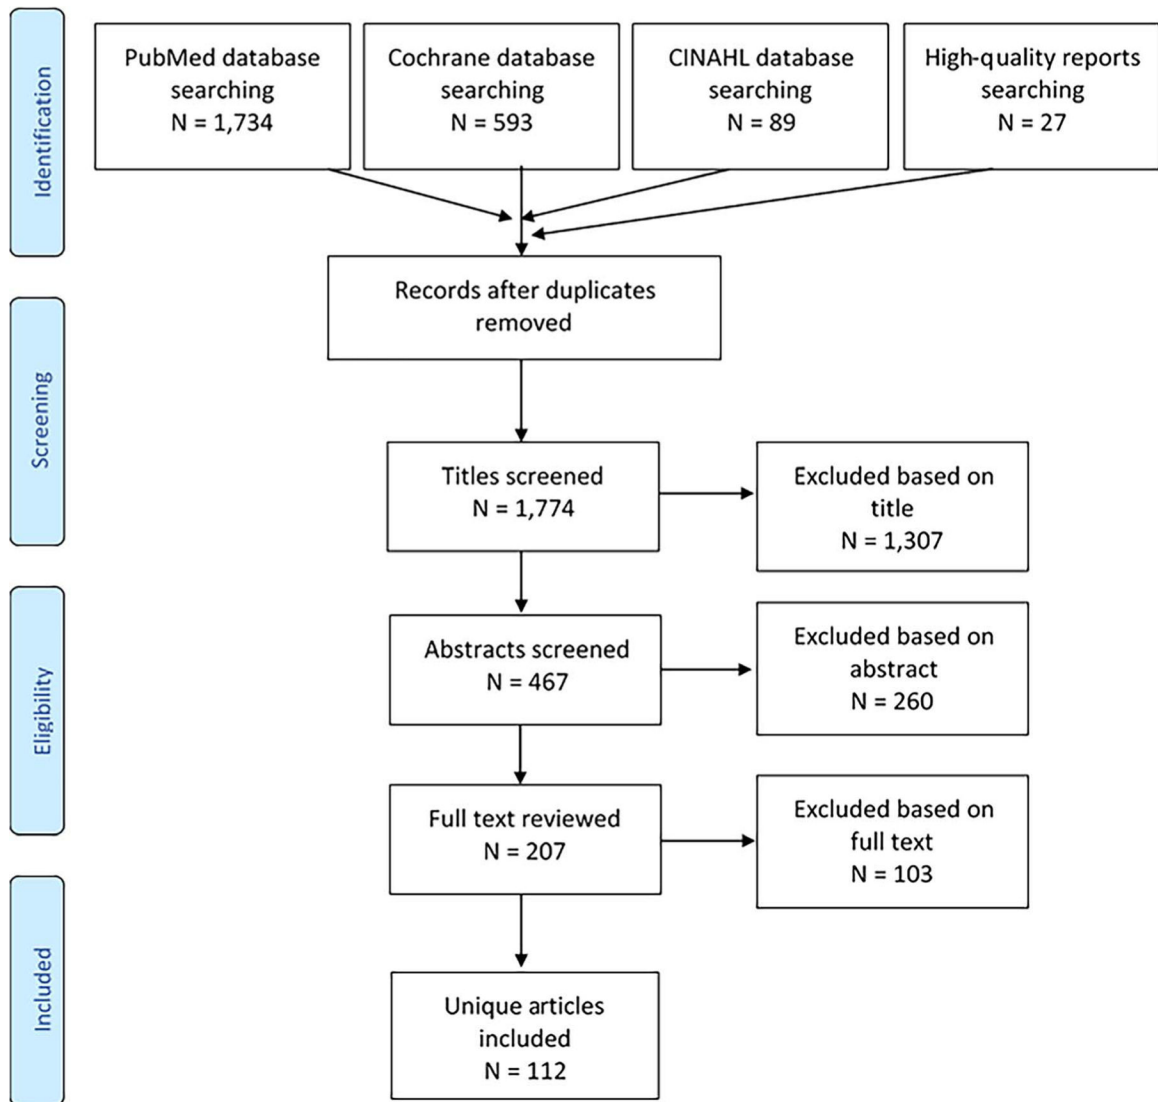 Identification
PubMed database
searching
N = 1,734
Cochrane database
searching
N = 593
CINAHL database
searching
N = 89
High-quality reports
searching
N = 27
Records after duplicates
removed
Screening
Titles screened
N = 1,774
Excluded based on
title
N = 1,307
Eligibility
Abstracts screened
N = 467
Excluded based on
abstract
N = 260
Full text reviewed
N = 207
Excluded based on
full text
N = 103
Included
Unique articles
included
N = 112